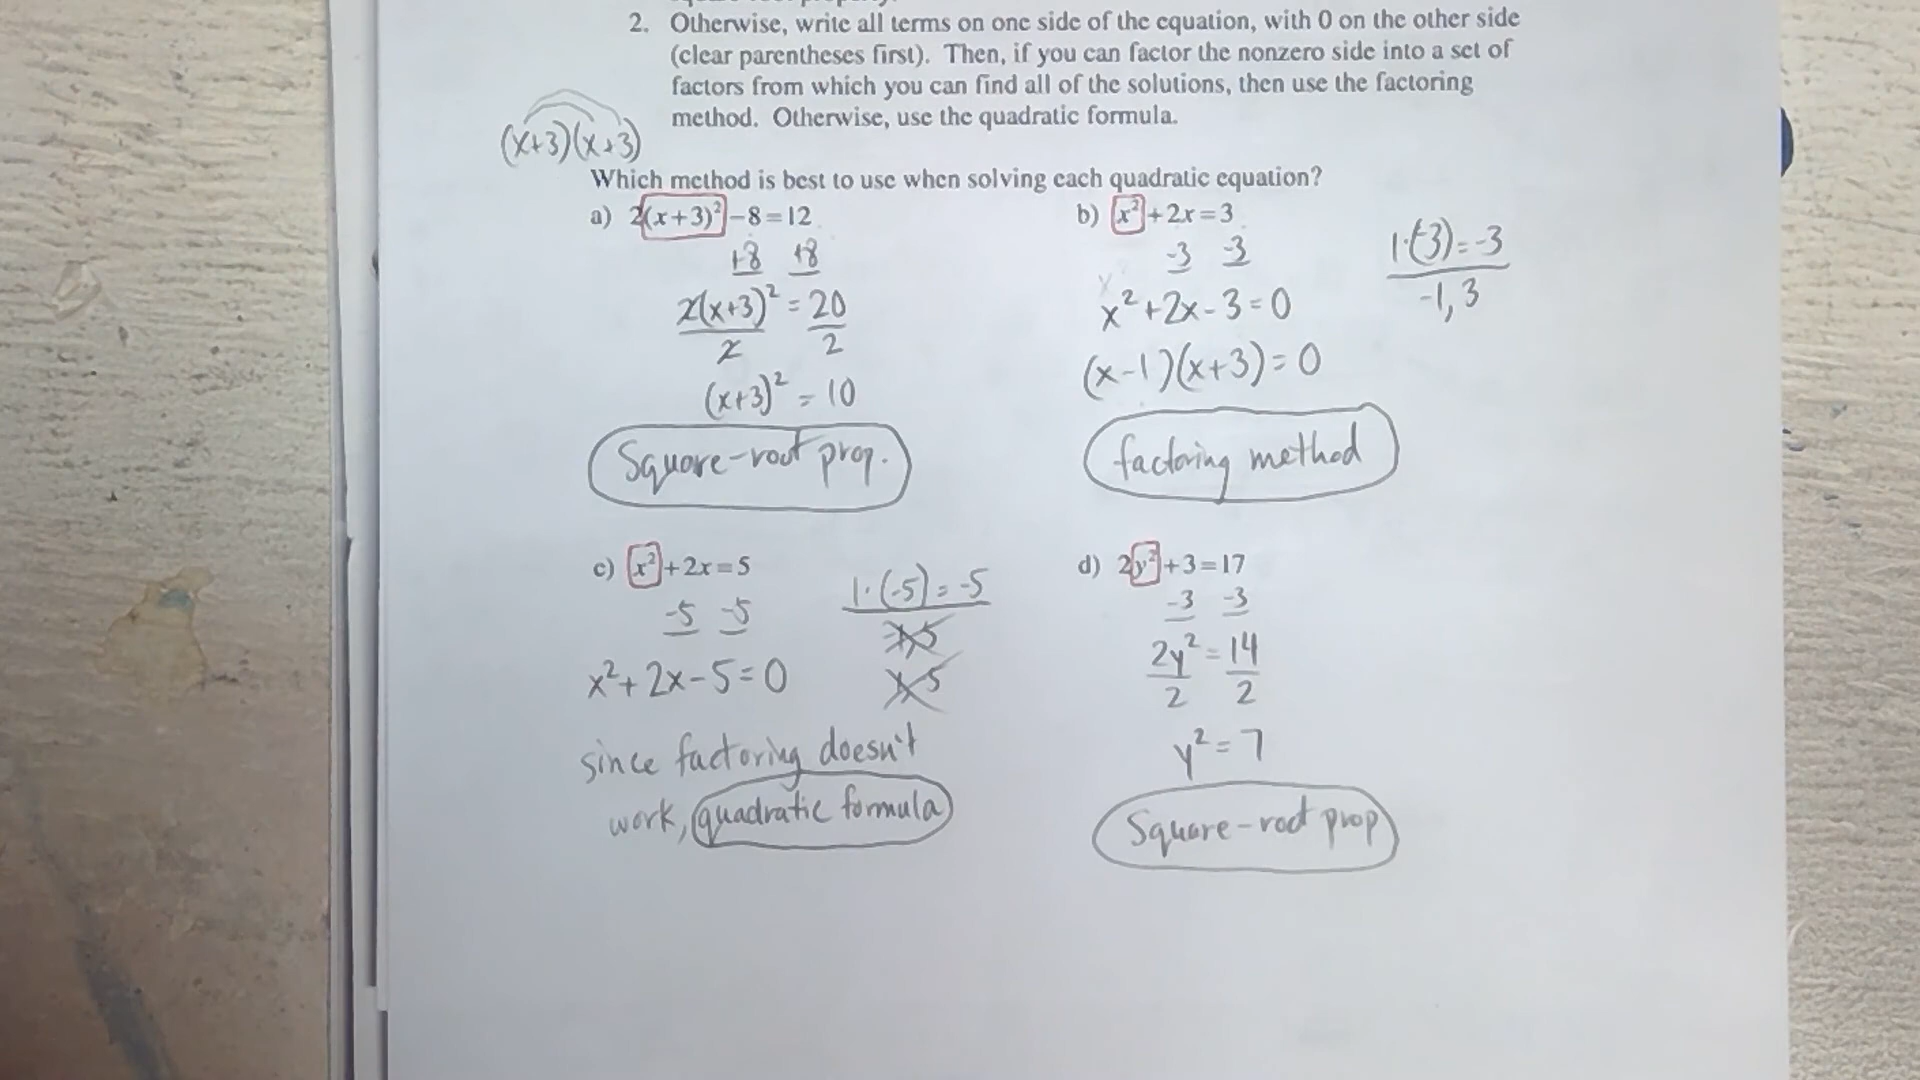 2. Otherwise, write all terms on one side of the equation, with 0 on the other side
(clear parentheses first). Then, if you can factor the nonzero side into a set of
factors from which you can find all of the solutions, then use the factoring
method. Otherwise, use the quadratic formula.
(x+3)(x+3)
Which method is best to use when solving each quadratic equation?
a) 2(x+3)² − 8 = 12
+8 +8
2(x+3)² = 20
2 2
(x+3)² = 10
Square-root prop.
b) x² + 2x = 3
-3 -3
x² + 2x - 3 = 0
(x-1)(x+3) = 0
1·(-3) = -3
-1, 3
factoring method
c) x² + 2x = 5
-5 -5
x² + 2x - 5 = 0
1·(-5) = -5
since factoring doesn't
work, quadratic formula
d) 2y² + 3 = 17
-3 -3
2y² = 14
2 2
y² = 7
Square-root prop